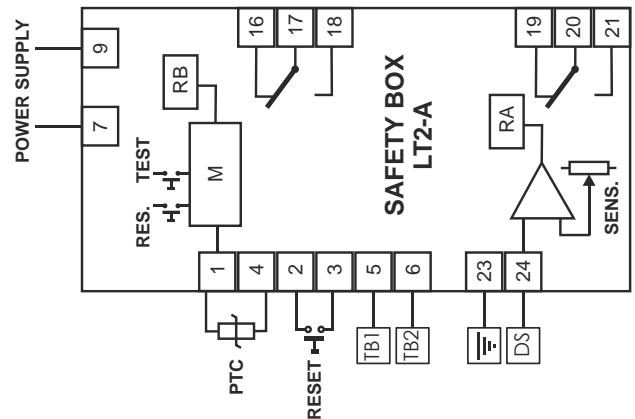 POWER SUPPLY
9
7
16
17
18
19
20
21
RB
M
TEST
RES.
SAFETY BOX
LT2-A
RA
SENS.
1
4
2
3
5
6
23
24
PTC
RESET
TB1
TB2
DS